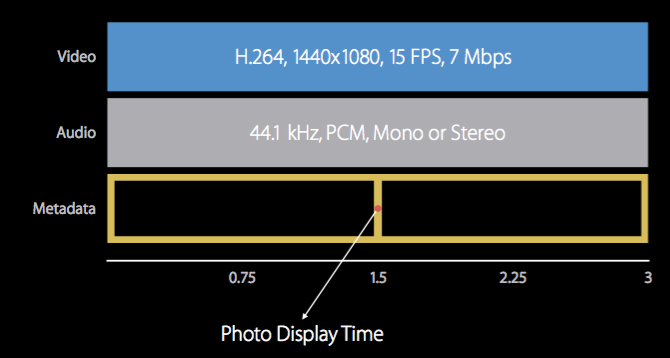 Video
H.264, 1440x1080, 15 FPS, 7 Mbps
Audio
44.1 kHz, PCM, Mono or Stereo
Metadata
0.75 1.5 2.25 3
Photo Display Time